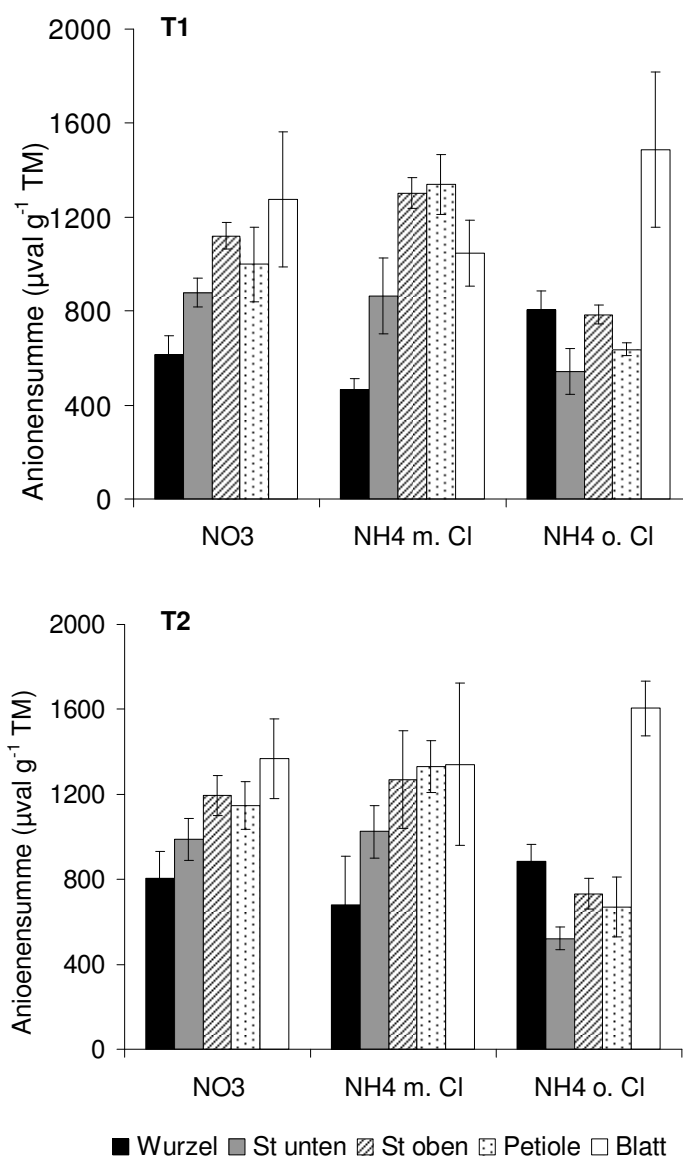 T1
Anionensumme (µval g-1 TM)
2000
1600
1200
800
400
0
NO3 NH4 m. Cl NH4 o. Cl
T2
Anioenensumme (µval g-1 TM)
2000
1600
1200
800
400
0
NO3 NH4 m. Cl NH4 o. Cl
Wurzel St unten St oben Petiole Blatt